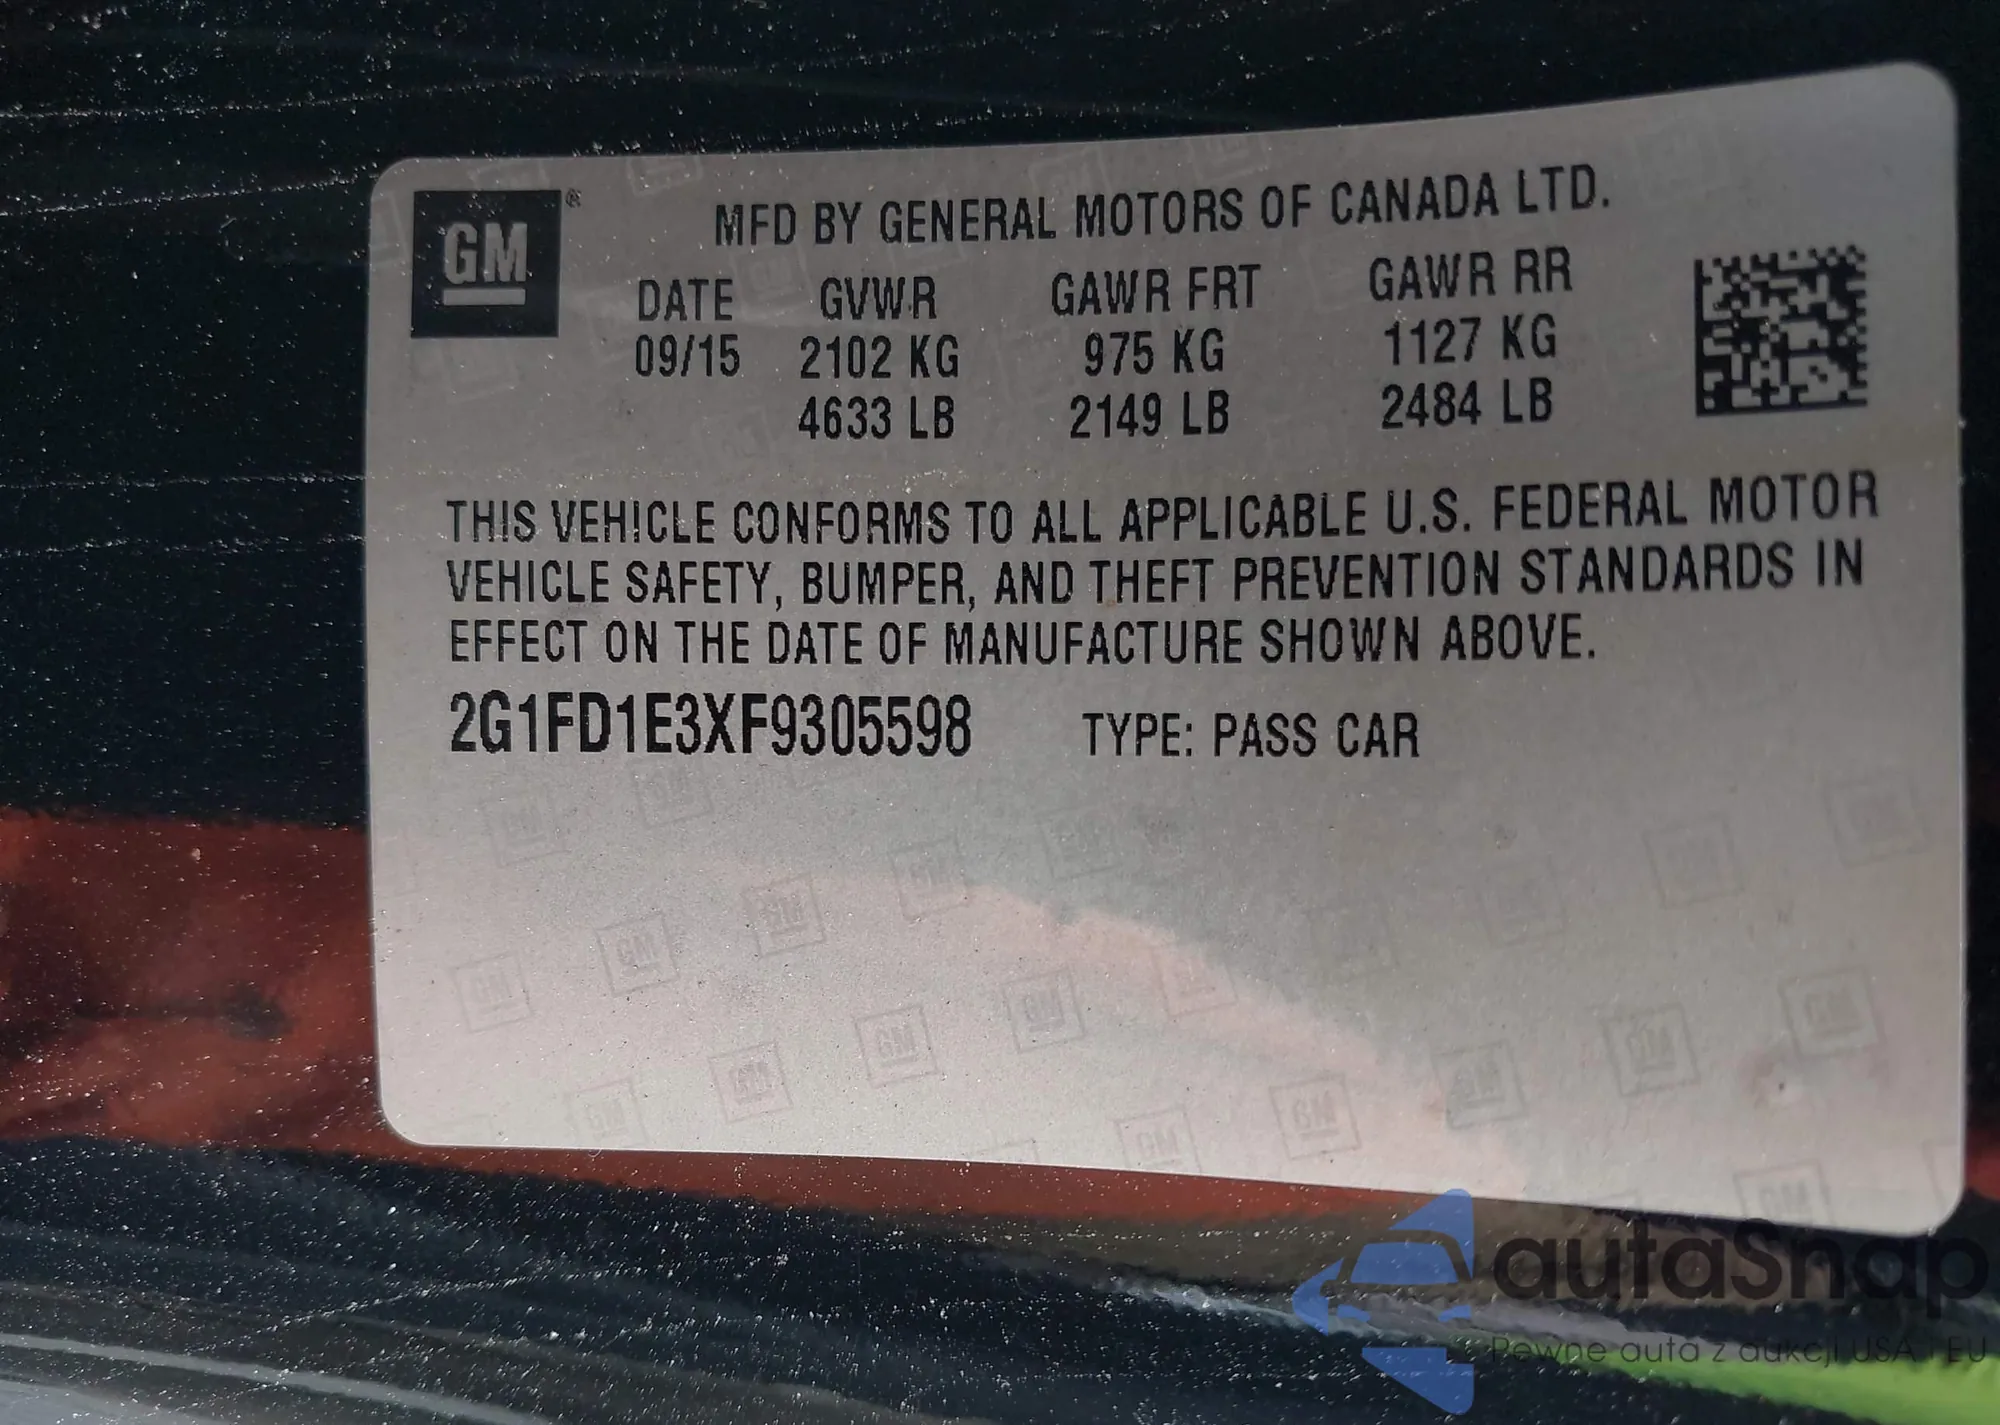 GM®
MFD BY GENERAL MOTORS OF CANADA LTD.
DATE GVWR GAWR FRT GAWR RR
09/15 2102 KG 975 KG 1127 KG
4633 LB 2149 LB 2484 LB
THIS VEHICLE CONFORMS TO ALL APPLICABLE U.S. FEDERAL MOTOR
VEHICLE SAFETY, BUMPER, AND THEFT PREVENTION STANDARDS IN
EFFECT ON THE DATE OF MANUFACTURE SHOWN ABOVE.
2G1FD1E3XF9305598 TYPE: PASS CAR
autaSnap
Pewne auta z aukcji USA i EU